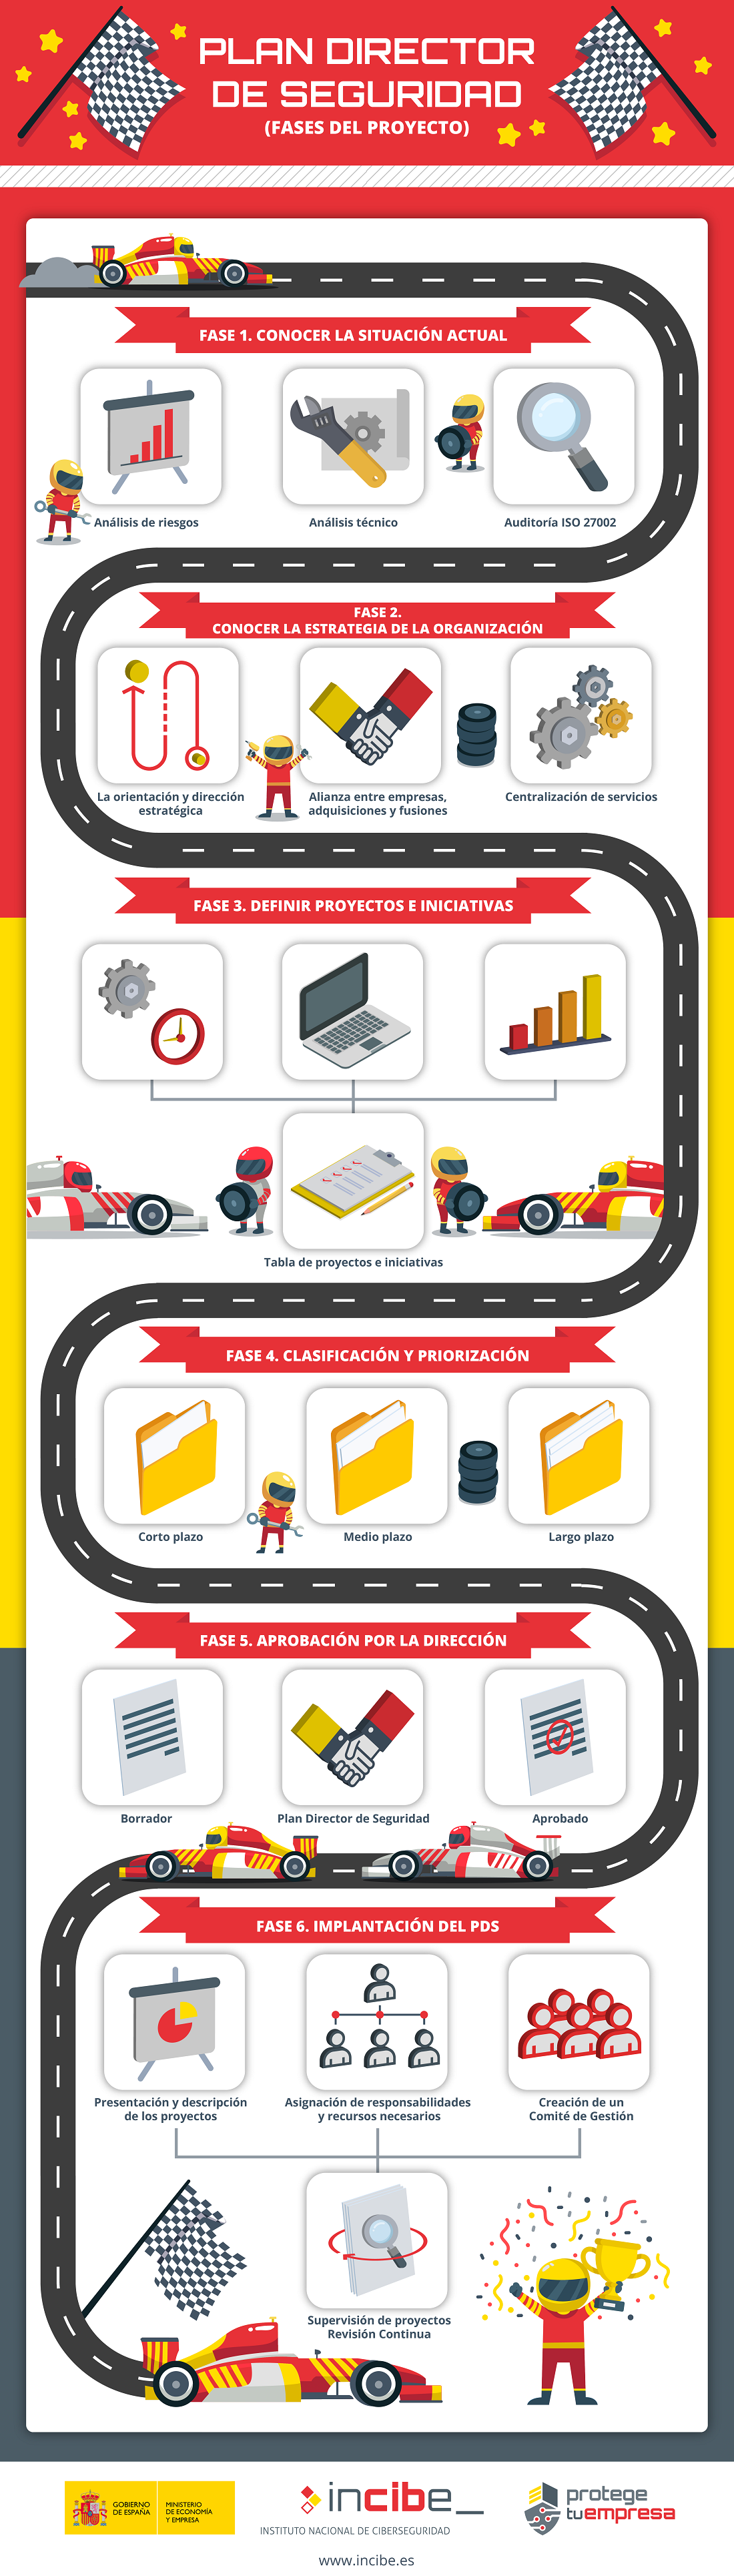 PLAN DIRECTOR
DE SEGURIDAD
(FASES DEL PROYECTO)
FASE 1. CONOCER LA SITUACIÓN ACTUAL
Análisis de riesgos
Análisis técnico
Auditoría ISO 27002
FASE 2.
CONOCER LA ESTRATEGIA DE LA ORGANIZACIÓN
La orientación y dirección
estratégica
Alianza entre empresas,
adquisiciones y fusiones
Centralización de servicios
FASE 3. DEFINIR PROYECTOS E INICIATIVAS
Tabla de proyectos e iniciativas
FASE 4. CLASIFICACIÓN Y PRIORIZACIÓN
Corto plazo
Medio plazo
Largo plazo
FASE 5. APROBACIÓN POR LA DIRECCIÓN
Borrador
Plan Director de Seguridad
Aprobado
FASE 6. IMPLANTACIÓN DEL PDS
Presentación y descripción
de los proyectos
Asignación de responsabilidades
y recursos necesarios
Creación de un
Comité de Gestión
Supervisión de proyectos
Revisión Continua
GOBIERNO
DE ESPAÑA
MINISTERIO
DE ECONOMÍA
Y EMPRESA
incibe_
INSTITUTO NACIONAL DE CIBERSEGURIDAD
protege
tuempresa
www.incibe.es